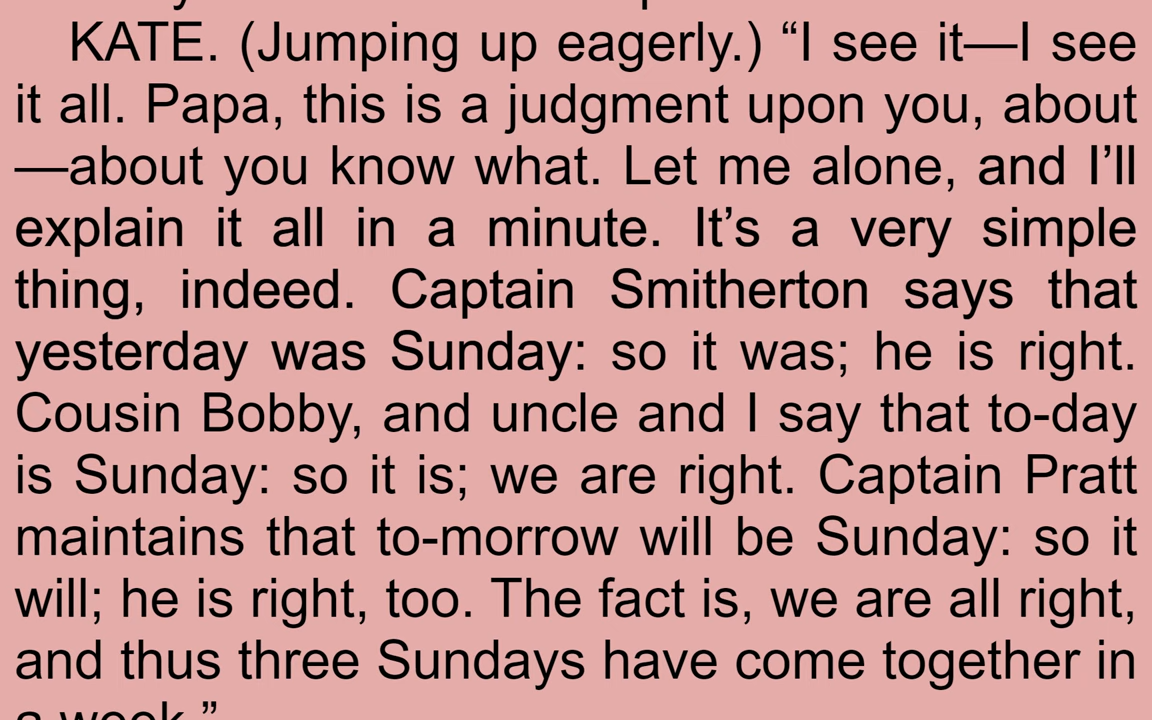 KATE. (Jumping up eagerly.) “I see it—I see
it all. Papa, this is a judgment upon you, about
—about you know what. Let me alone, and I’ll
explain it all in a minute. It’s a very simple
thing, indeed. Captain Smitherton says that
yesterday was Sunday: so it was; he is right.
Cousin Bobby, and uncle and I say that to-day
is Sunday: so it is; we are right. Captain Pratt
maintains that to-morrow will be Sunday: so it
will; he is right, too. The fact is, we are all right,
and thus three Sundays have come together in
a week.”